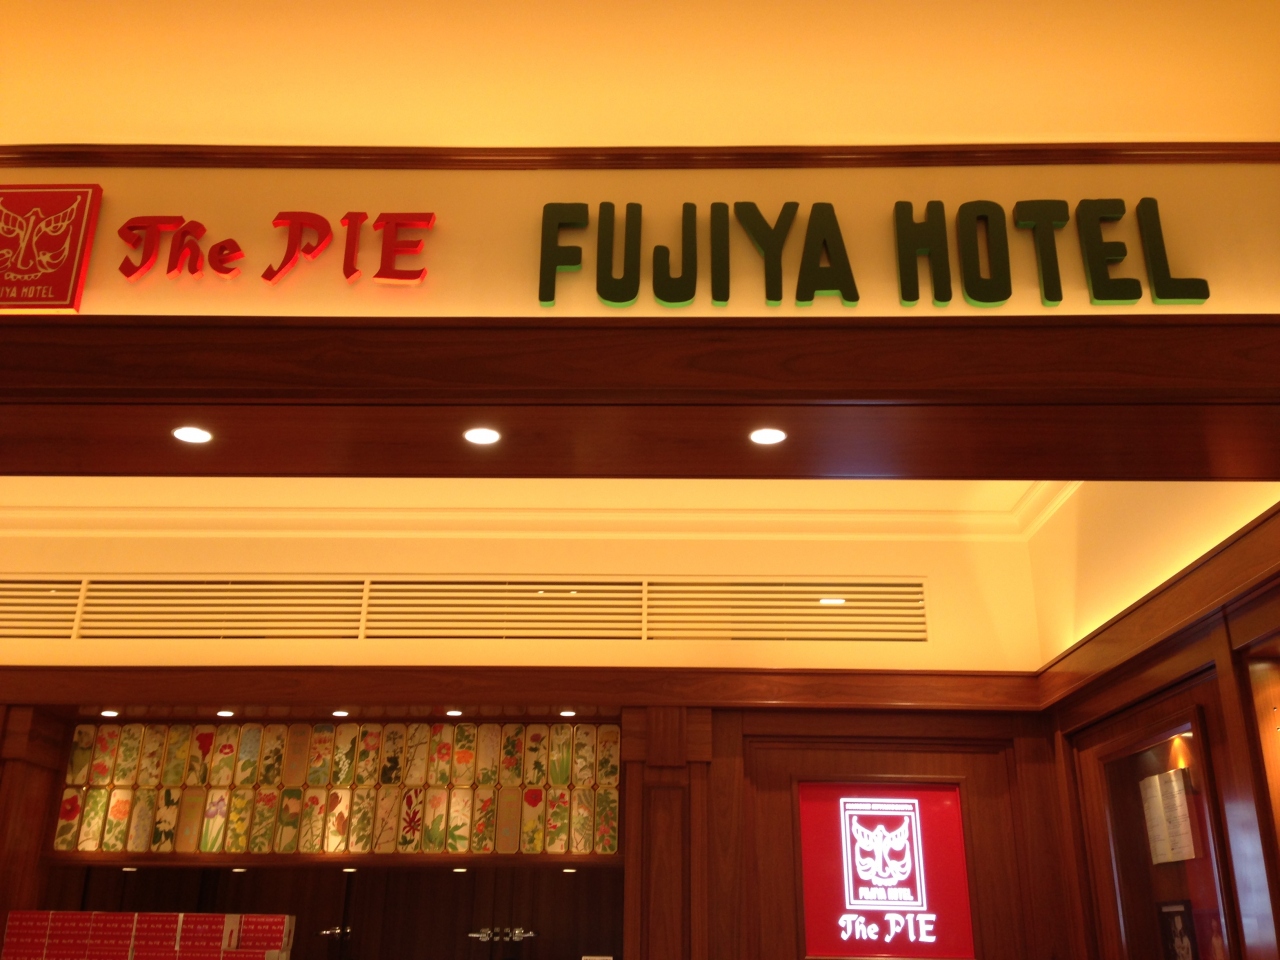 The PIE FUJIYA HOTEL
FUJIYA HOTEL
The PIE